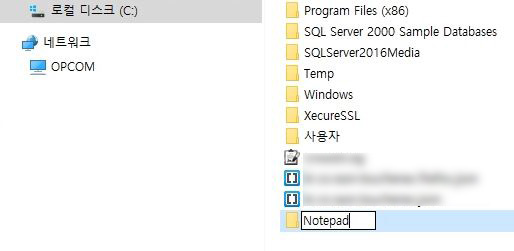 로컬 디스크 (C:)
네트워크
OPCOM
Program Files (x86)
SQL Server 2000 Sample Databases
SQLServer2016Media
Temp
Windows
XecureSSL
사용자
Notepad